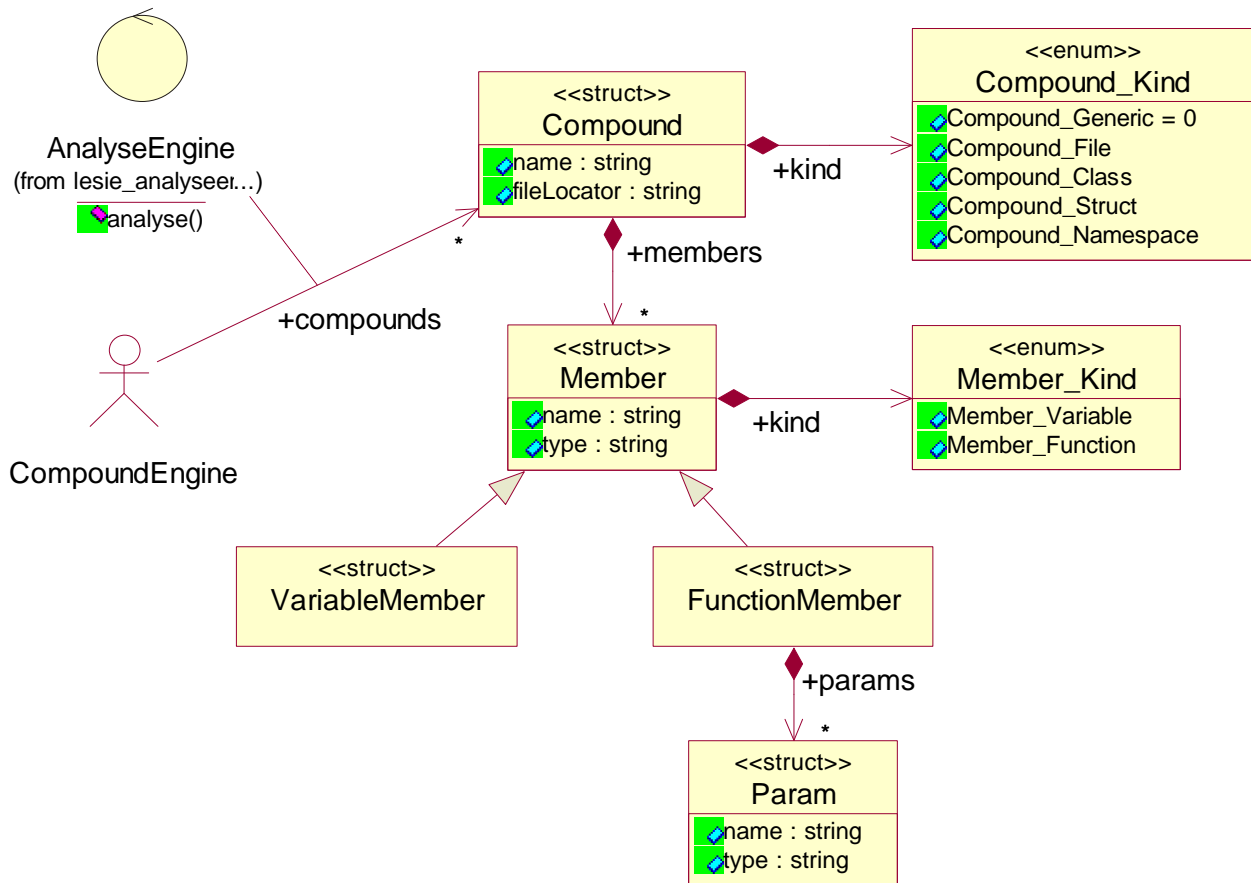 AnalyseEngine
(from lesie_analyseer...)
analyse()
CompoundEngine
*
+compounds
<<struct>>
Compound
name : string
fileLocator : string
+kind
<<enum>>
Compound_Kind
Compound_Generic = 0
Compound_File
Compound_Class
Compound_Struct
Compound_Namespace
+members
*
<<struct>>
Member
name : string
type : string
+kind
<<enum>>
Member_Kind
Member_Variable
Member_Function
<<struct>>
VariableMember
<<struct>>
FunctionMember
+params
*
<<struct>>
Param
name : string
type : string